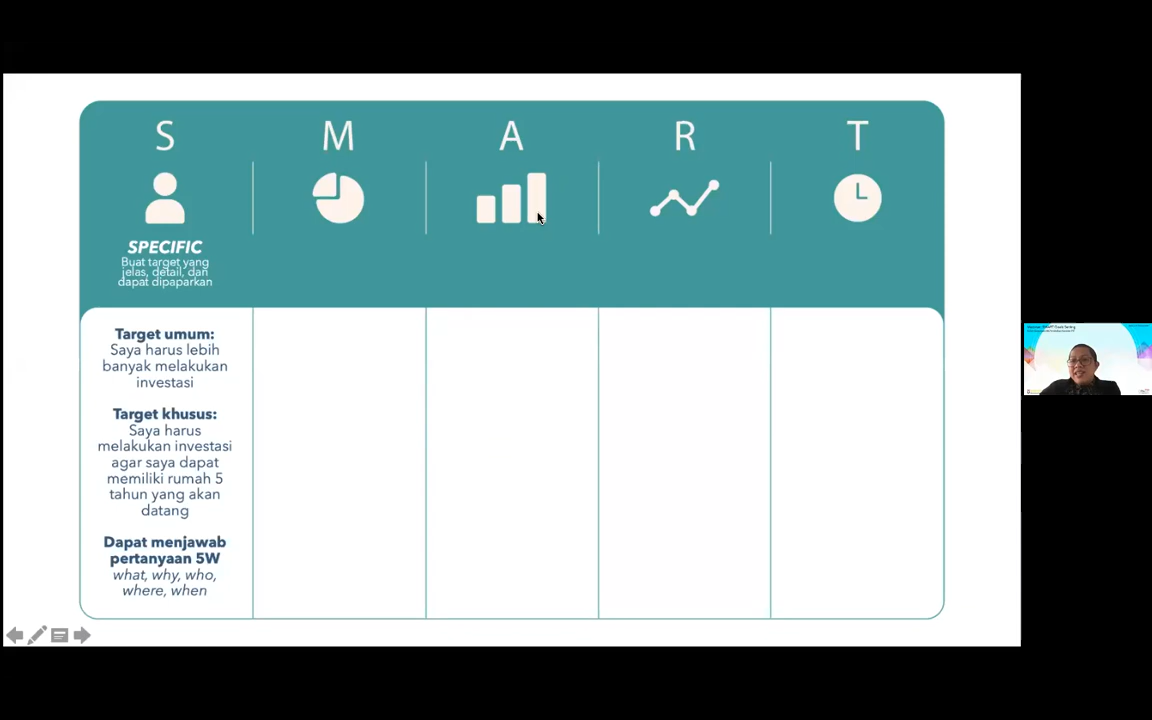 S M A R T
SPECIFIC
Buat target yang
jelas, detail, dan
dapat dipaparkan
Target umum:
Saya harus lebih
banyak melakukan
investasi
Target khusus:
Saya harus
melakukan investasi
agar saya dapat
memiliki rumah 5
tahun yang akan
datang
Dapat menjawab
pertanyaan 5W
what, why, who,
where, when